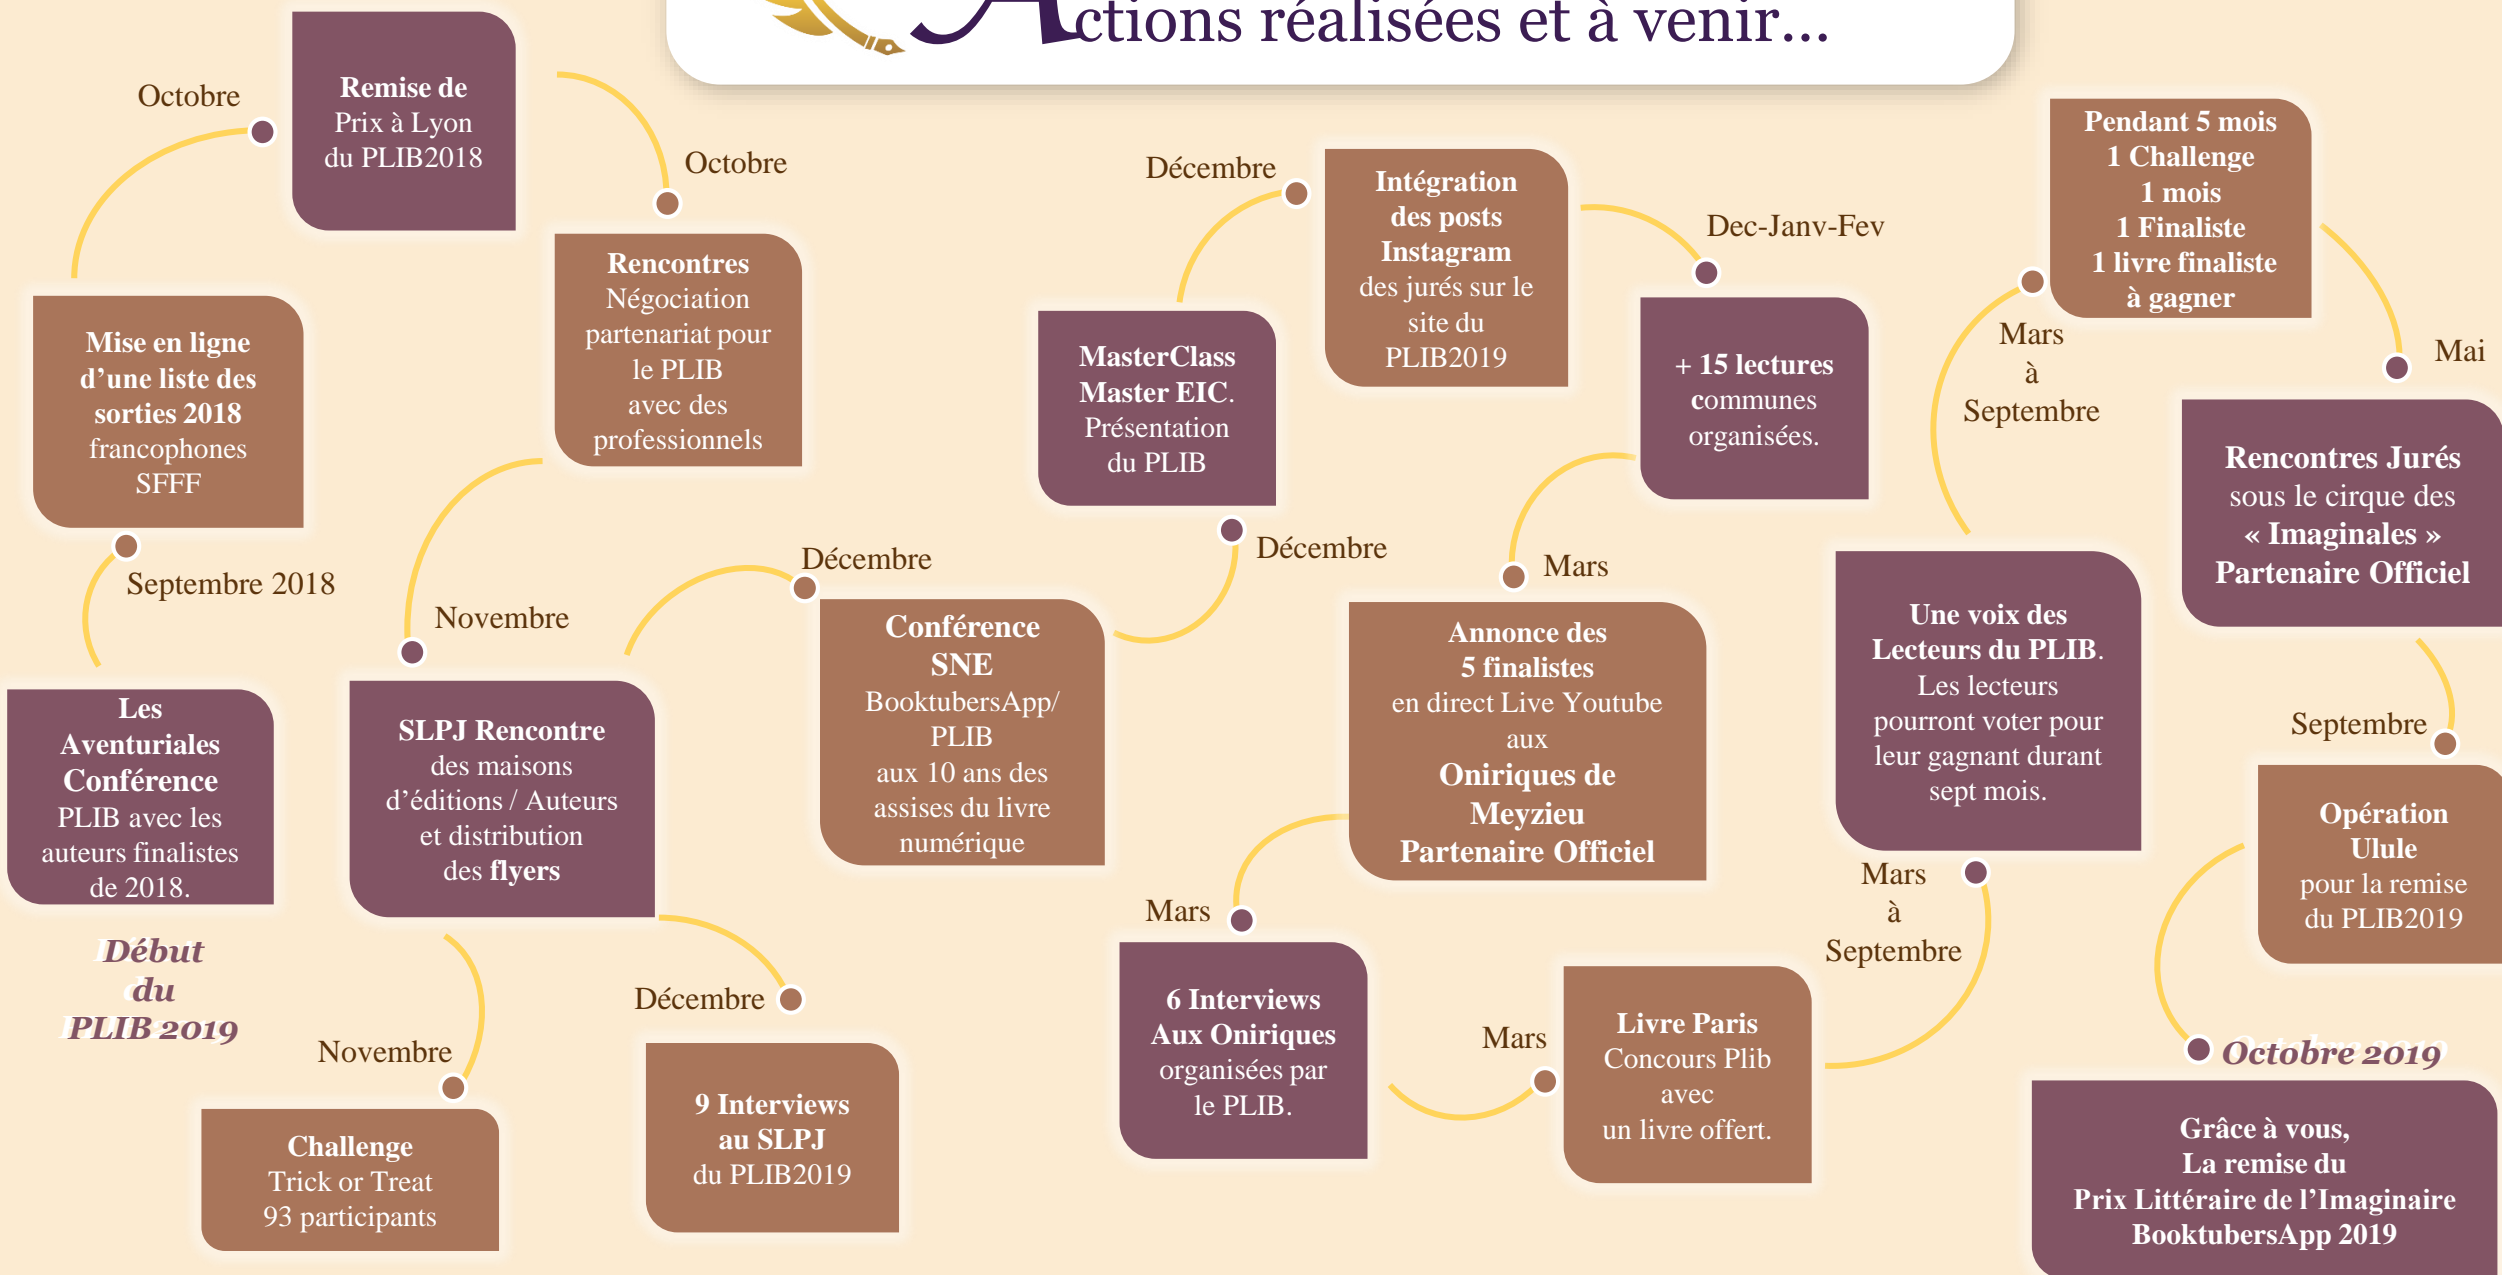 Actions réalisées et à venir...
Les
Aventuriales
Conférence
PLIB avec les
auteurs finalistes
de 2018.
Début
du
PLIB 2019
Septembre 2018
Mise en ligne
d’une liste des
sorties 2018
francophones
SFFF
Octobre
Remise de
Prix à Lyon
du PLIB2018
Octobre
Rencontres
Négociation
partenariat pour
le PLIB
avec des
professionnels
Novembre
SLPJ Rencontre
des maisons
d’éditions / Auteurs
et distribution
des flyers
Novembre
Challenge
Trick or Treat
93 participants
Décembre
9 Interviews
au SLPJ
du PLIB2019
Décembre
Conférence
SNE
BooktubersApp/
PLIB
aux 10 ans des
assises du livre
numérique
Décembre
MasterClass
Master EIC.
Présentation
du PLIB
Décembre
Intégration
des posts
Instagram
des jurés sur le
site du
PLIB2019
Dec-Janv-Fev
+ 15 lectures
communes
organisées.
Mars
Annonce des
5 finalistes
en direct Live Youtube
aux
Oniriques de
Meyzieu
Partenaire Officiel
Mars
6 Interviews
Aux Oniriques
organisées par
le PLIB.
Mars
Livre Paris
Concours Plib
avec
un livre offert.
Mars
à
Septembre
Une voix des
Lecteurs du PLIB.
Les lecteurs
pourront voter pour
leur gagnant durant
sept mois.
Mars
à
Septembre
Pendant 5 mois
1 Challenge
1 mois
1 Finaliste
1 livre finaliste
à gagner
Mai
Rencontres Jurés
sous le cirque des
« Imaginales »
Partenaire Officiel
Septembre
Opération
Ulule
pour la remise
du PLIB2019
Octobre 2019
Grâce à vous,
La remise du
Prix Littéraire de l’Imaginaire
BooktubersApp 2019